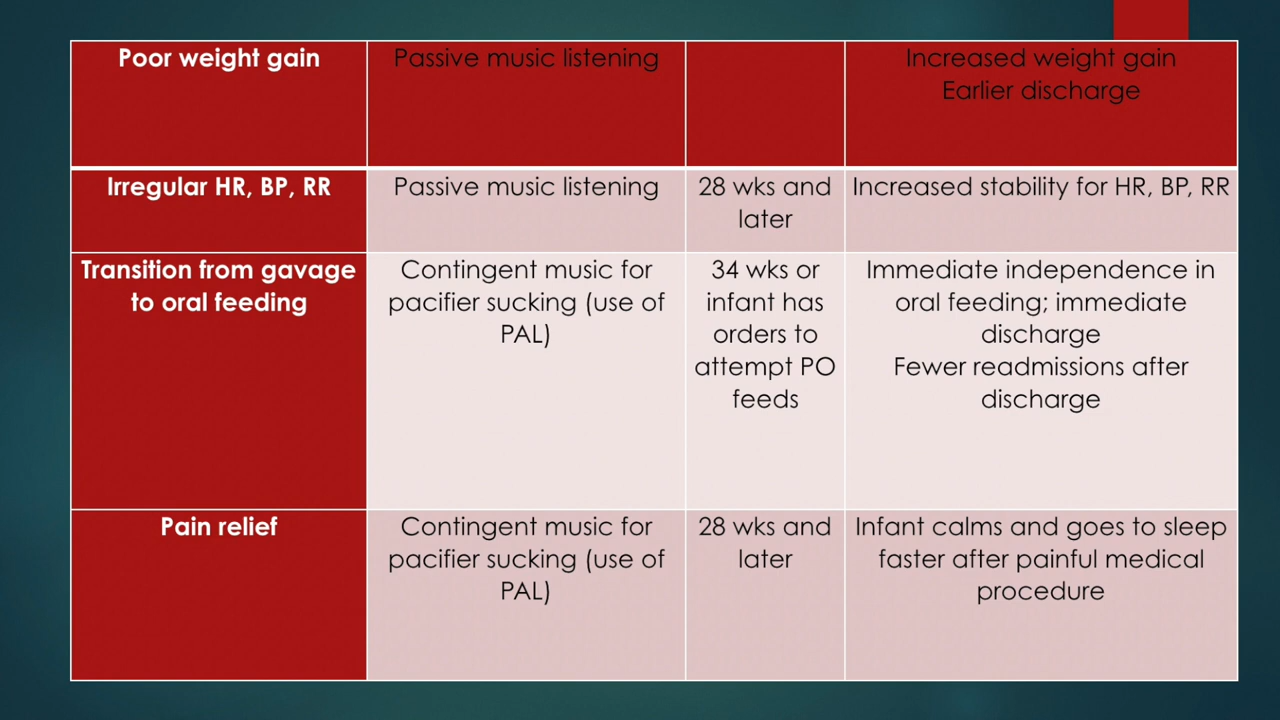 Poor weight gain
Passive music listening
Increased weight gain
Earlier discharge
Irregular HR, BP, RR
Passive music listening
28 wks and
later
Increased stability for HR, BP, RR
Transition from gavage
to oral feeding
Contingent music for
pacifier sucking (use of
PAL)
34 wks or
infant has
orders to
attempt PO
feeds
Immediate independence in
oral feeding; immediate
discharge
Fewer readmissions after
discharge
Pain relief
Contingent music for
pacifier sucking (use of
PAL)
28 wks and
later
Infant calms and goes to sleep
faster after painful medical
procedure